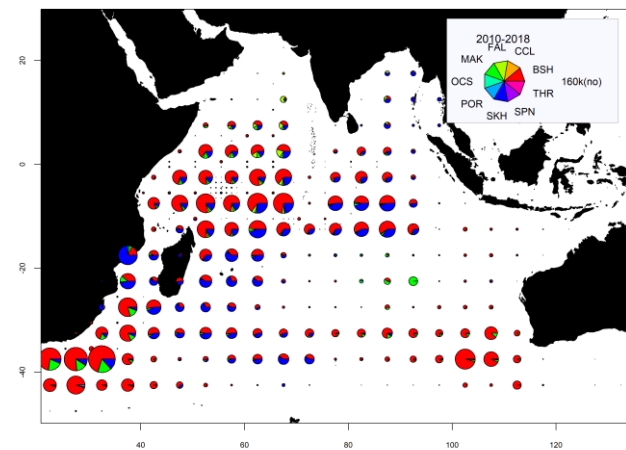 2010-2018
FAL CCL
MAK BSH
OCS 160k(no)
POR THR
SKH SPN
20
0
-20
-40
40 60 80 100 120